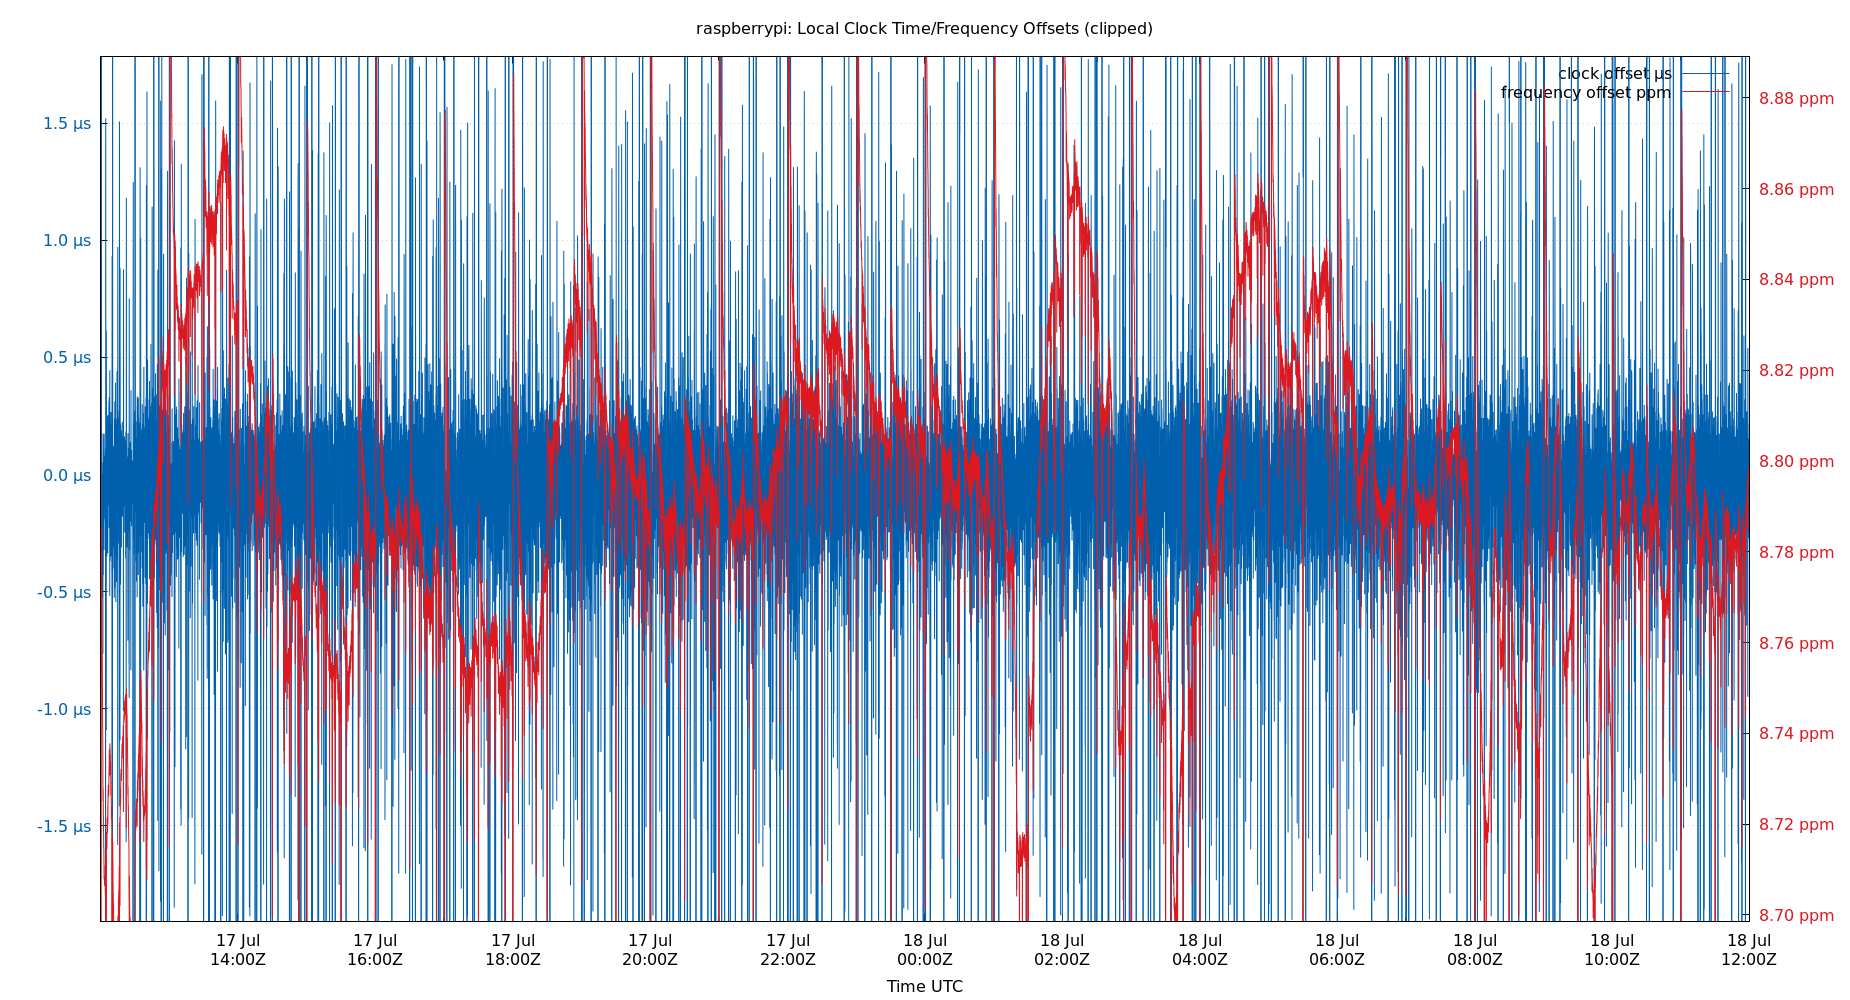 raspberrypi: Local Clock Time/Frequency Offsets (clipped)
clock offset µs
frequency offset ppm
1.5 µs
1.0 µs
0.5 µs
0.0 µs
-0.5 µs
-1.0 µs
-1.5 µs
8.88 ppm
8.86 ppm
8.84 ppm
8.82 ppm
8.80 ppm
8.78 ppm
8.76 ppm
8.74 ppm
8.72 ppm
8.70 ppm
17 Jul 17 Jul 17 Jul 17 Jul 17 Jul 18 Jul 18 Jul 18 Jul 18 Jul 18 Jul 18 Jul 18 Jul
14:00Z 16:00Z 18:00Z 20:00Z 22:00Z 00:00Z 02:00Z 04:00Z 06:00Z 08:00Z 10:00Z 12:00Z
Time UTC